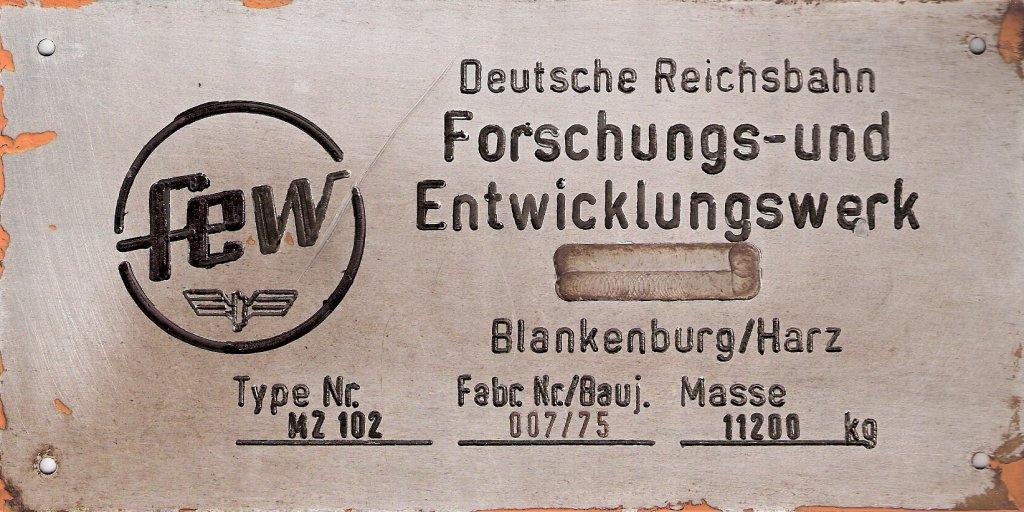 Deutsche Reichsbahn
Forschungs-und
Entwicklungswerk
few
Blankenburg/Harz
Type Nr. Fabr. Nr./Bauj. Masse
MZ 102 007/75 11200 kg